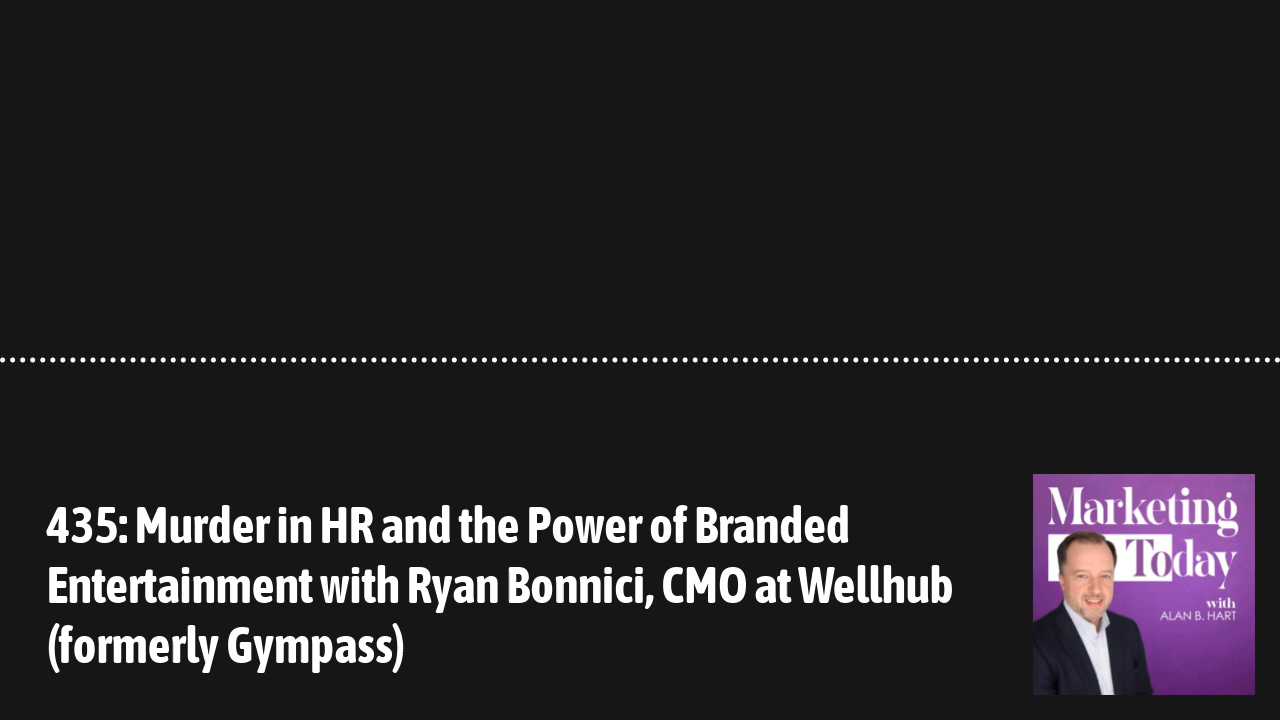 435: Murder in HR and the Power of Branded
Entertainment with Ryan Bonnici, CMO at Wellhub
(formerly Gympass)
Marketing
Today
with
ALAN B. HART